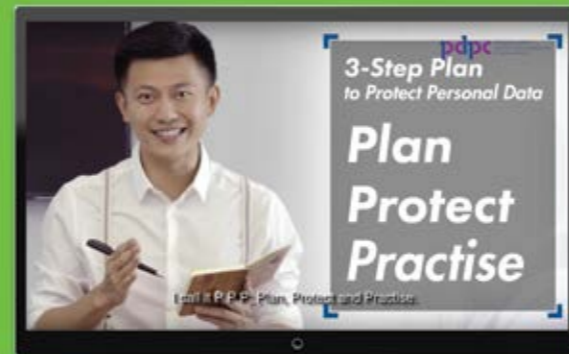 pdpc
3-Step Plan
to Protect Personal Data
Plan
Protect
Practise
I call it P.P.P: Plan, Protect and Practise.